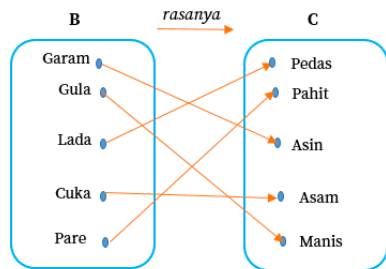 B
rasanya
C
Garam
Gula
Lada
Cuka
Pare
Pedas
Pahit
Asin
Asam
Manis